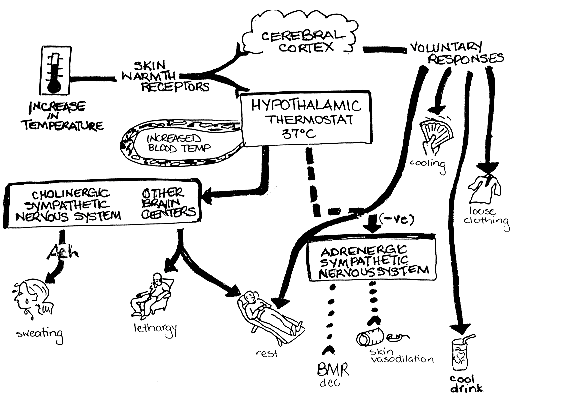 CEREBRAL
CORTEX
VOLUNTARY
RESPONSES
SKIN
WARMTH
RECEPTORS
INCREASE
IN
TEMPERATURE
HYPOTHALAMIC
THERMOSTAT
37°C
INCREASED
BLOOD TEMP
cooling
loose
clothing
CHOLINERGIC
SYMPATHETIC
NERVOUS SYSTEM
OTHER
BRAIN
CENTERS
(-ve)
ADRENERGIC
SYMPATHETIC
NERVOUS SYSTEM
Ach
sweating
lethargy
rest
BMR
dec
skin
vasodilation
cool
drink